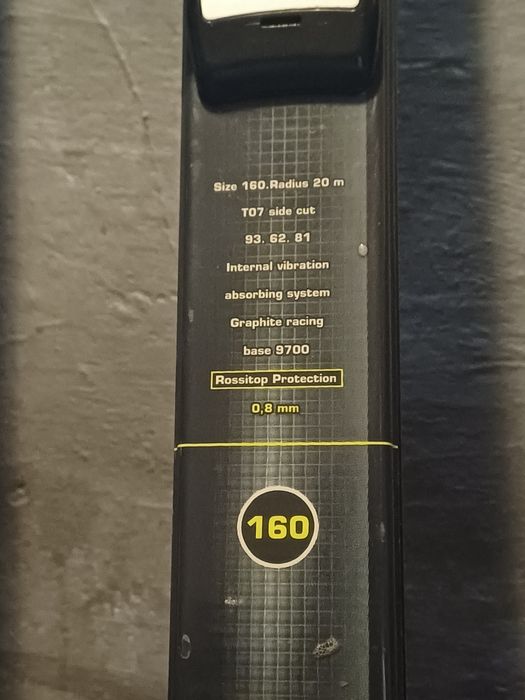 Size 160.Radius 20 m
T07 side cut
93. 62. 81
Internal vibration
absorbing system
Graphite racing
base 9700
Rossitop Protection
0,8 mm
160